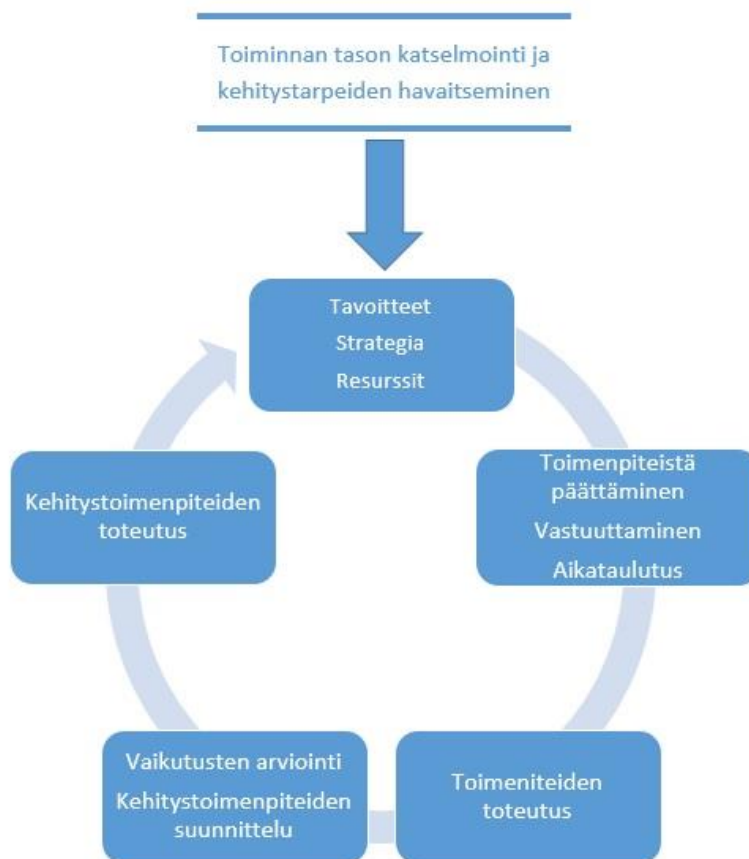 Toiminnan tason katselmointi ja
kehitystarpeiden havaitseminen
Tavoitteet
Strategia
Resurssit
Toimenpiteistä
päättäminen
Vastuuttaminen
Aikataulutus
Toimeniteiden
toteutus
Vaikutusten arviointi
Kehitystoimenpiteiden
suunnittelu
Kehitystoimenpiteiden
toteutus